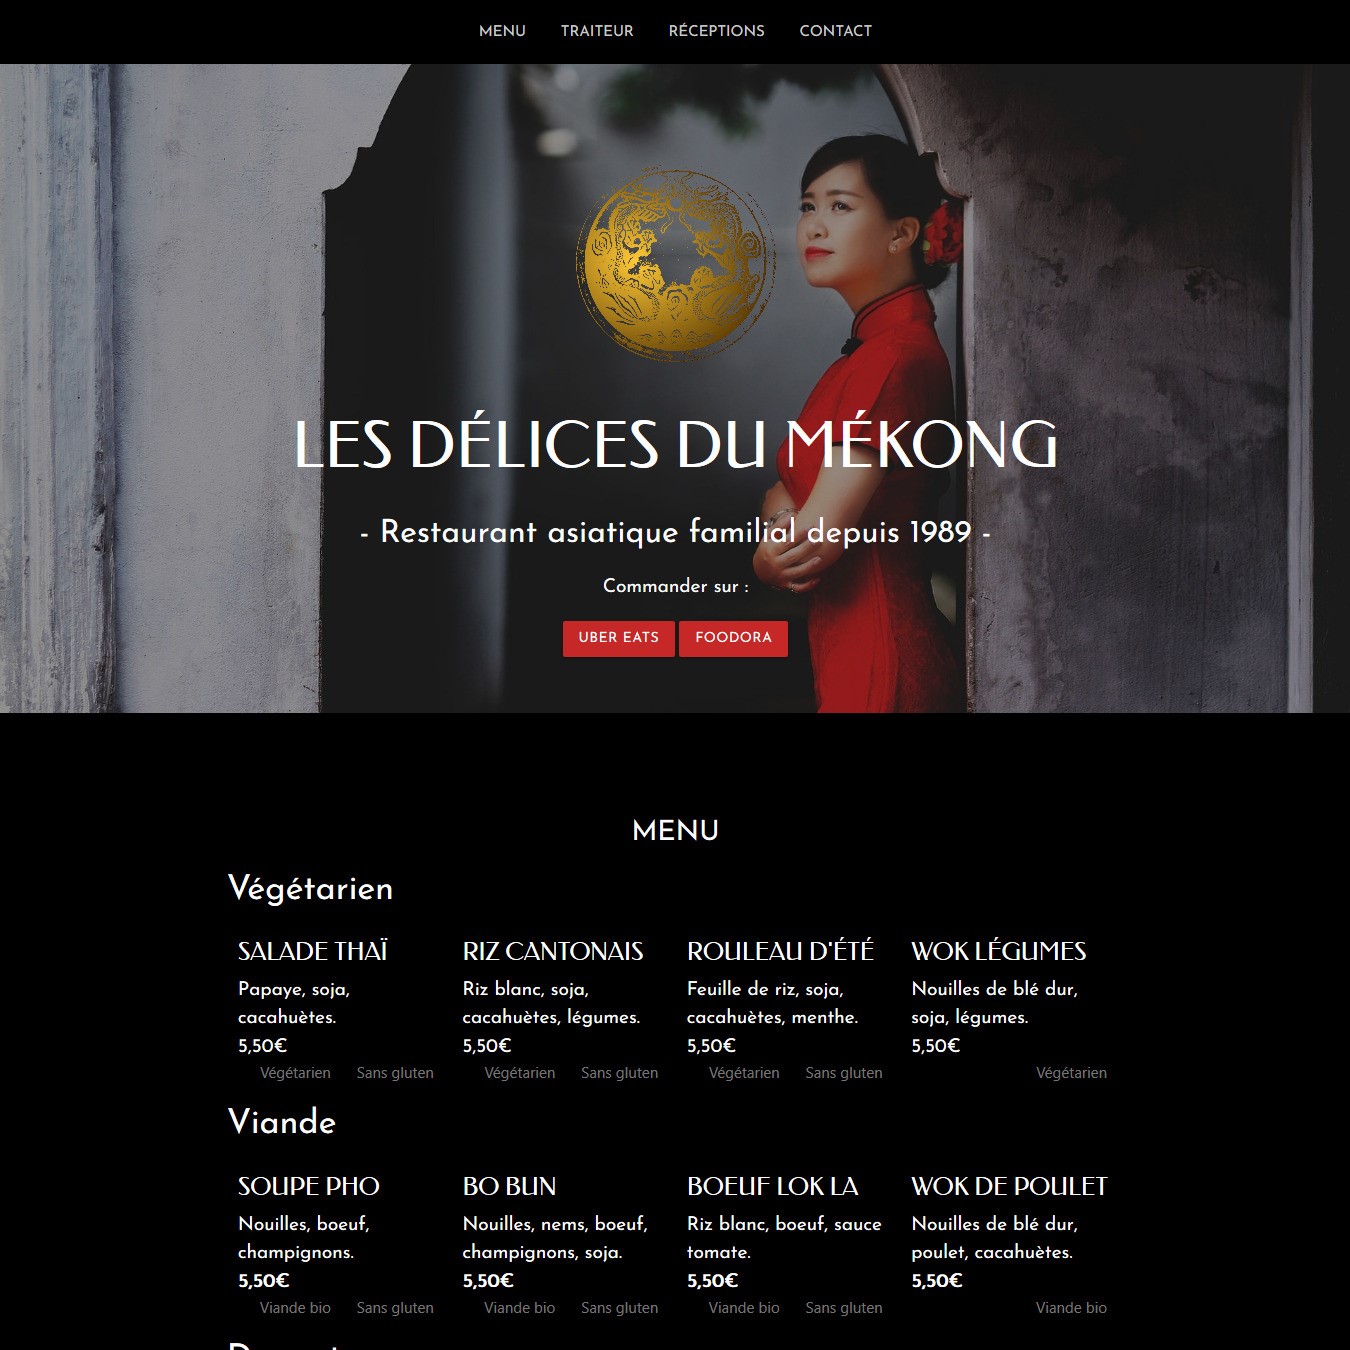 MENU TRAITEUR RÉCEPTIONS CONTACT
LES DÉLICES DU MÉKONG
- Restaurant asiatique familial depuis 1989 -
Commander sur :
UBER EATS FOODORA
MENU
Végétarien
SALADE THAÏ
Papaye, soja,
cacahuètes.
5,50€
Végétarien Sans gluten
RIZ CANTONAIS
Riz blanc, soja,
cacahuètes, légumes.
5,50€
Végétarien Sans gluten
ROULEAU D'ÉTÉ
Feuille de riz, soja,
cacahuètes, menthe.
5,50€
Végétarien Sans gluten
WOK LÉGUMES
Nouilles de blé dur,
soja, légumes.
5,50€
Végétarien
Viande
SOUPE PHO
Nouilles, boeuf,
champignons.
5,50€
Viande bio Sans gluten
BO BUN
Nouilles, nems, boeuf,
champignons, soja.
5,50€
Viande bio Sans gluten
BOEUF LOK LA
Riz blanc, boeuf, sauce
tomate.
5,50€
Viande bio Sans gluten
WOK DE POULET
Nouilles de blé dur,
poulet, cacahuètes.
5,50€
Viande bio